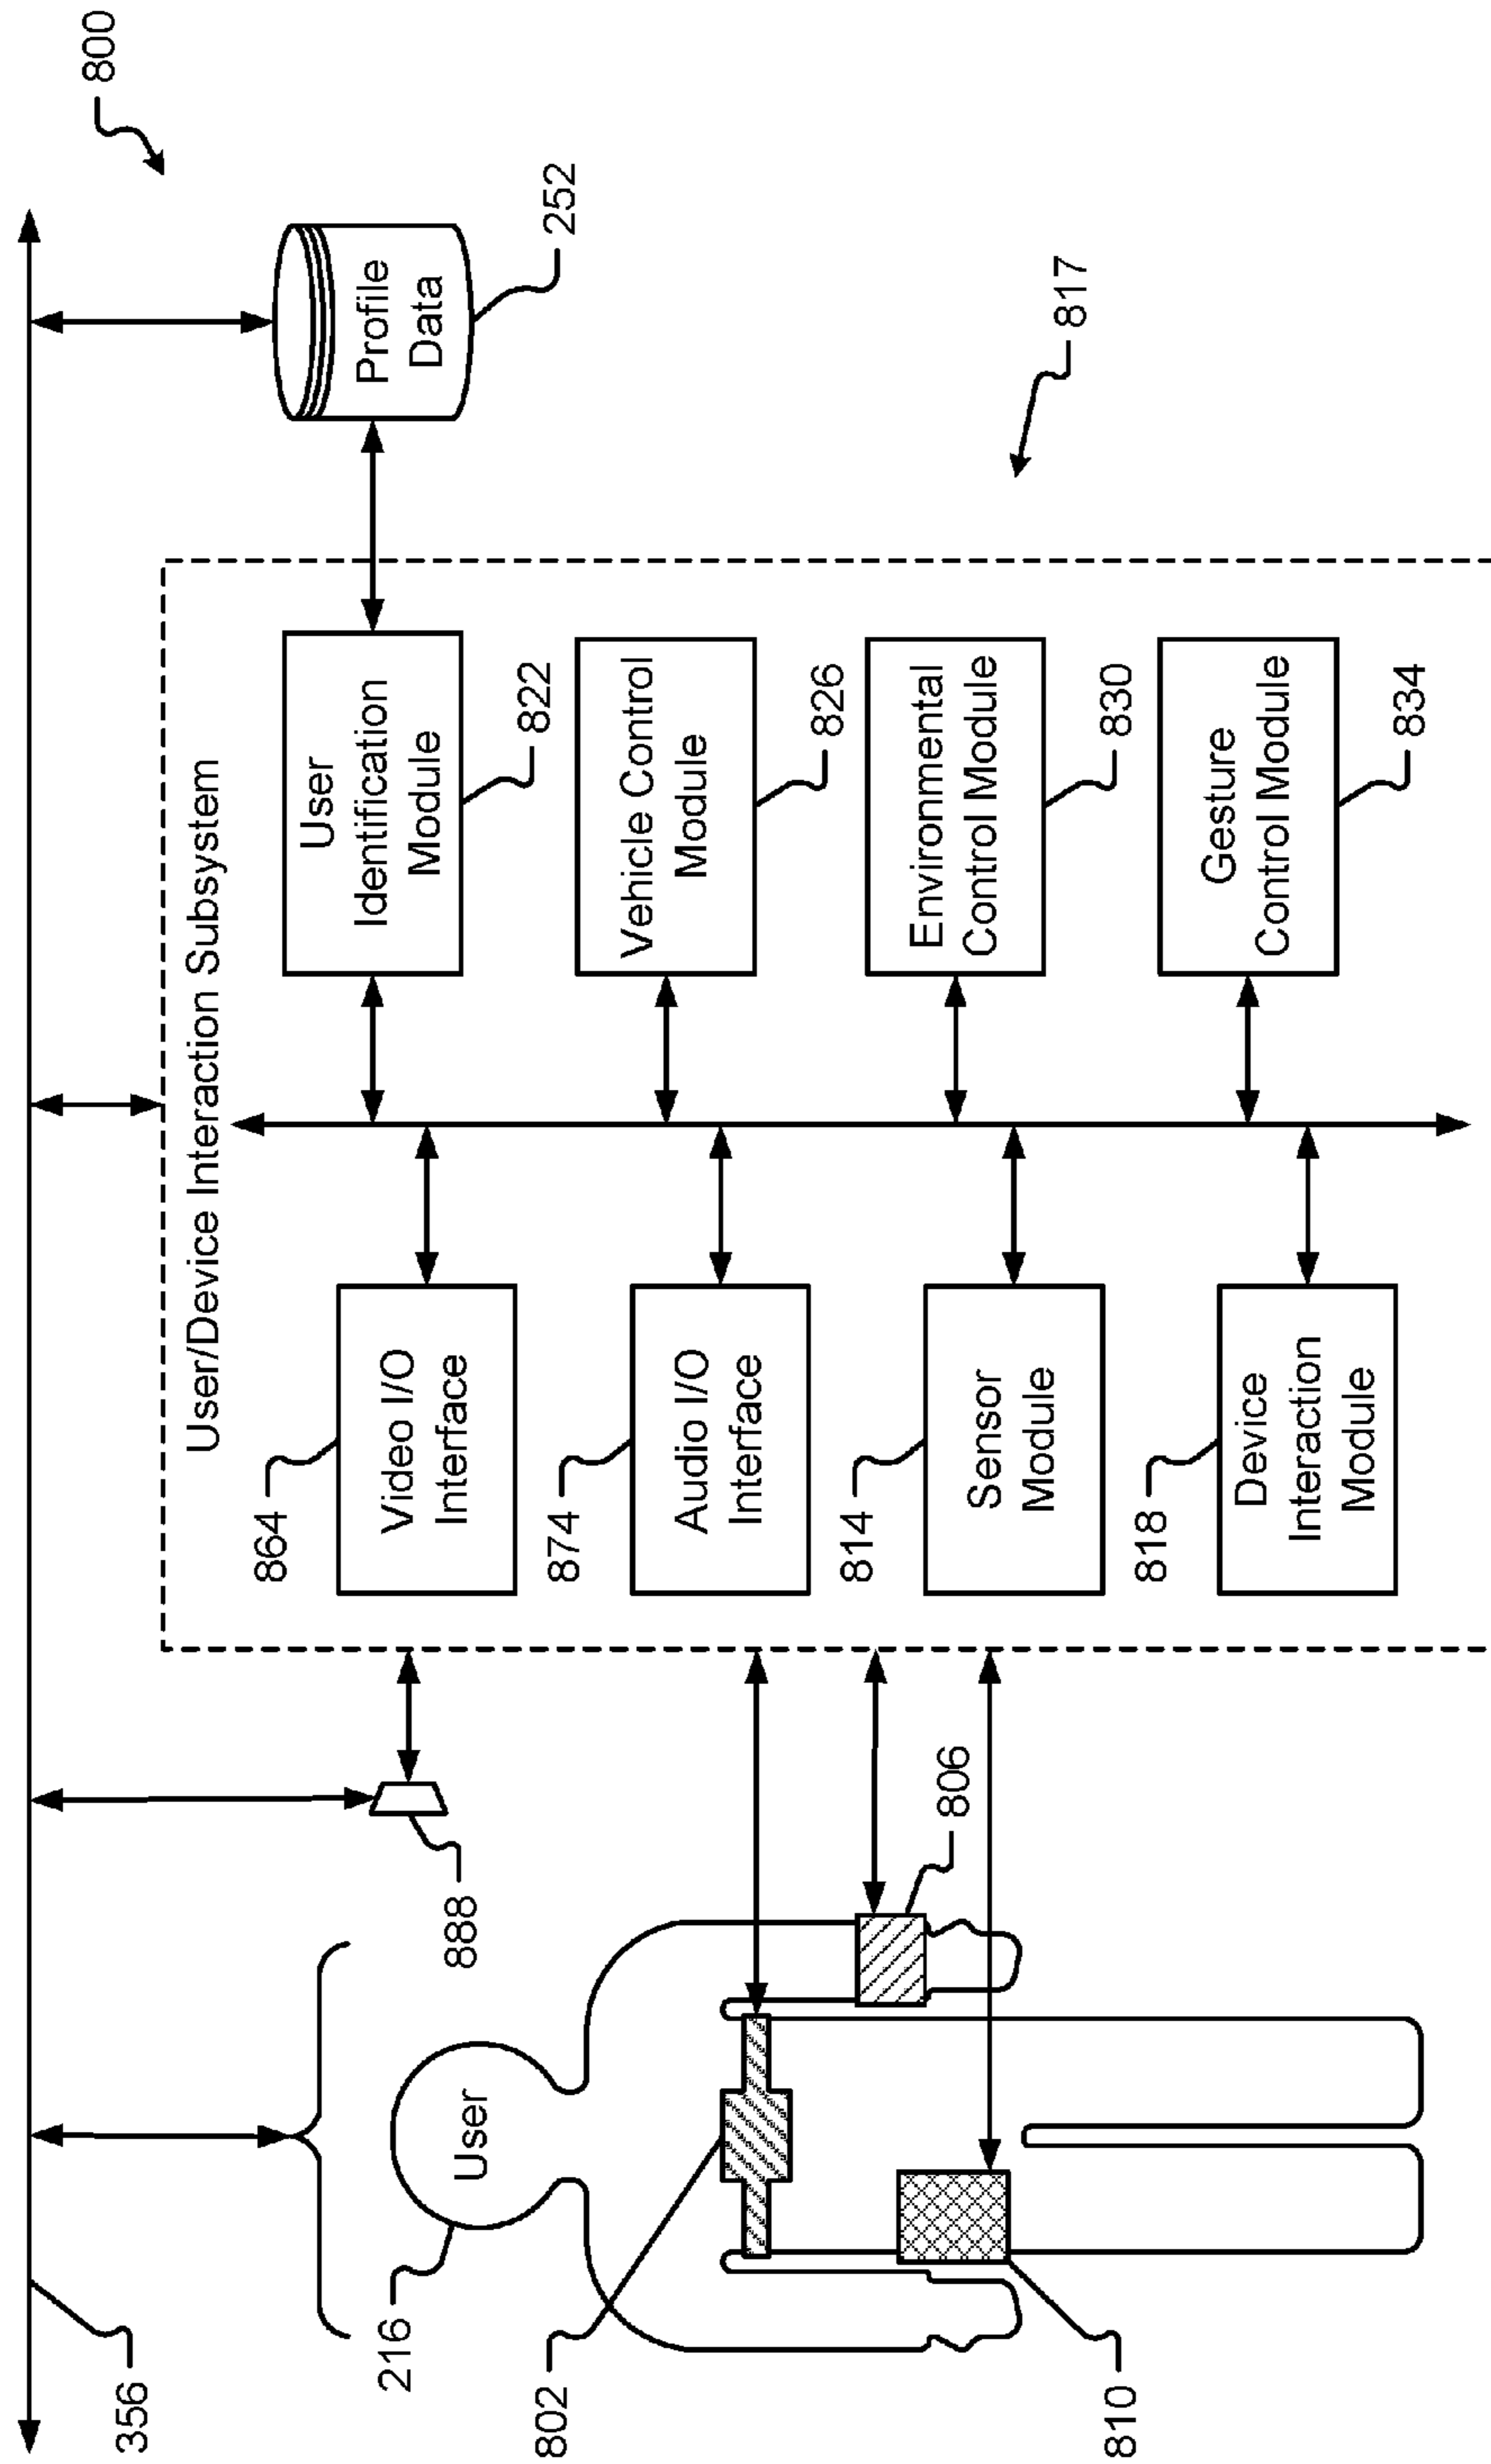 800
356
Profile
Data
252
817
User/Device Interaction Subsystem
888
User
216
802
806
810
864
Video I/O
Interface
874
Audio I/O
Interface
814
Sensor
Module
818
Device
Interaction
Module
User
Identification
Module
822
Vehicle Control
Module
826
Environmental
Control Module
830
Gesture
Control Module
834